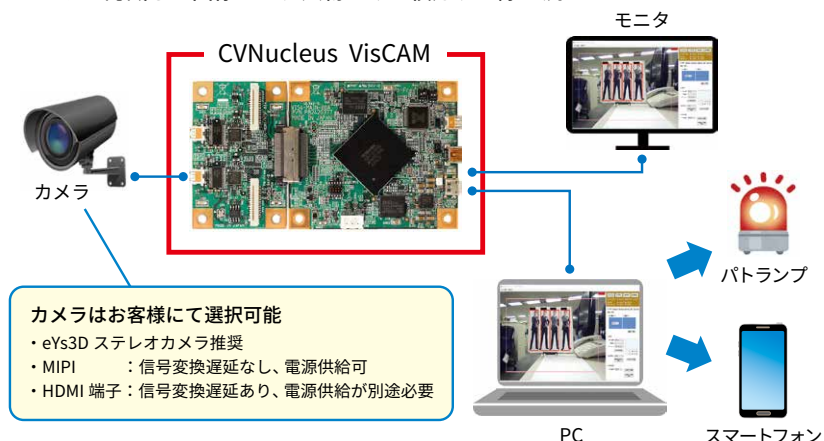 モニタ
CVNucleus VisCAM
カメラ
パトランプ
カメラはお客様にて選択可能
・eYs3D ステレオカメラ推奨
・MIPI　　：信号変換遅延なし、電源供給可
・HDMI 端子：信号変換遅延あり、電源供給が別途必要
PC
スマートフォン